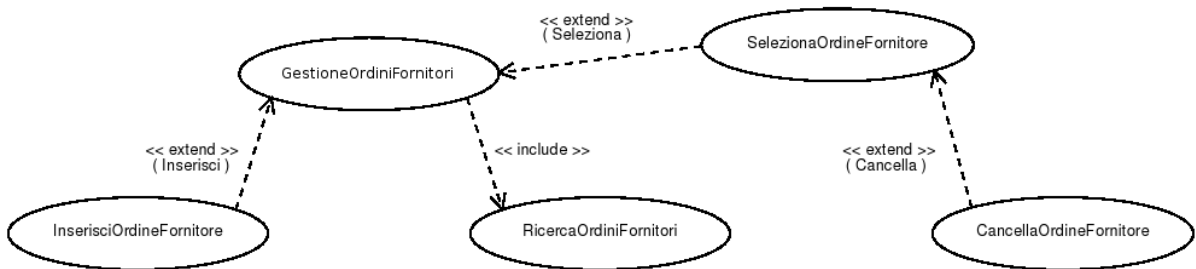 << extend >>
( Seleziona )
SelezionaOrdineFornitore
GestioneOrdiniFornitori
<< extend >>
( Inserisci )
<< include >>
<< extend >>
( Cancella )
InserisciOrdineFornitore
RicercaOrdiniFornitori
CancellaOrdineFornitore